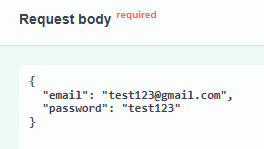 Request body required
{
  "email": "test123@gmail.com",
  "password": "test123"
}